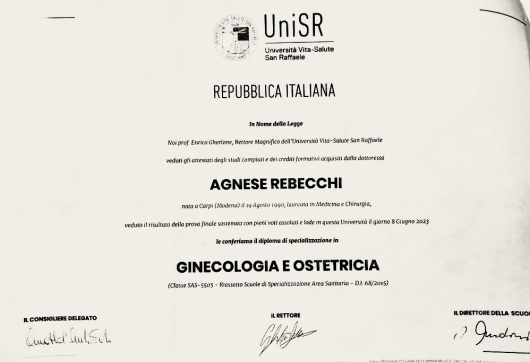 UniSR
Università Vita-Salute
San Raffaele
REPUBBLICA ITALIANA
In Nome della Legge
Noi prof. Enrico Gherlone, Rettore Magnifico dell'Università Vita-Salute San Raffaele
veduti gli attestati degli studi compiuti e dei crediti formativi acquisiti dalla dottoressa
AGNESE REBECCHI
nata a Carpi (Modena) il 19 Agosto 1990, laureata in Medicina e Chirurgia,
veduto il risultato della prova finale sostenuta con pieni voti assoluti e lode in questa Università il giorno 8 Giugno 2023
le conferiamo il diploma di specializzazione in
GINECOLOGIA E OSTETRICIA
(Classe SAS-5505 - Riassetto Scuole di Specializzazione Area Sanitaria - D.I. 68/2015)
IL CONSIGLIERE DELEGATO
IL RETTORE
IL DIRETTORE DELLA SCUOL